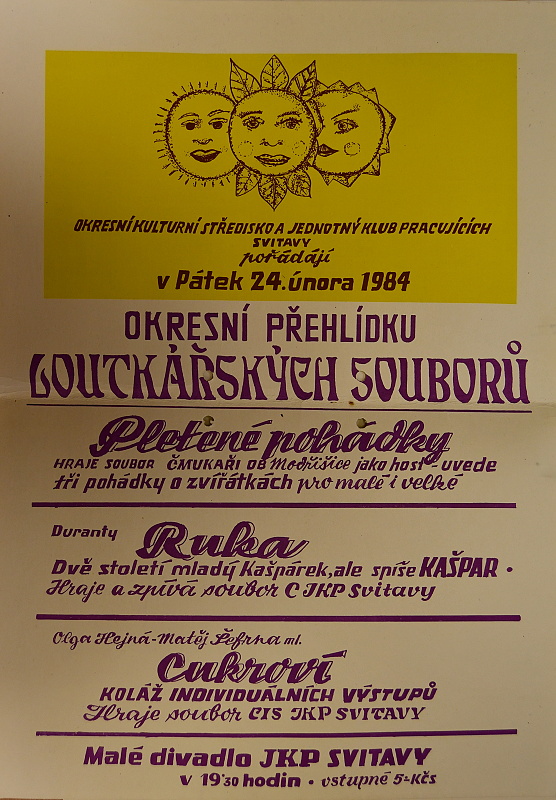 OKRESNÍ KULTURNÍ STŘEDISKO A JEDNOTNÝ KLUB PRACUJÍCÍCH
SVITAVY
pořádájí
v Pátek 24. února 1984
OKRESNÍ PŘEHLÍDKU
LOUTKÁŘSKÝCH SOUBORŮ
Pletené pohádky
HRAJE SOUBOR ČMUKAŘI OB Modřišice jako host - uvede
tři pohádky o zvířátkách pro malé i velké
Duranty Ruka
Dvě století mladý Kašpárek, ale spíše KAŠPAR •
Hraje a zpívá soubor C JKP Svitavy
Olga Hejná - Matěj Šefrna ml.
Cukroví
KOLÁŽ INDIVIDUÁLNÍCH VÝSTUPŮ
Hraje soubor CIS JKP SVITAVY
Malé divadlo JKP SVITAVY
v 19³⁰ hodin • vstupné 5.- Kčs